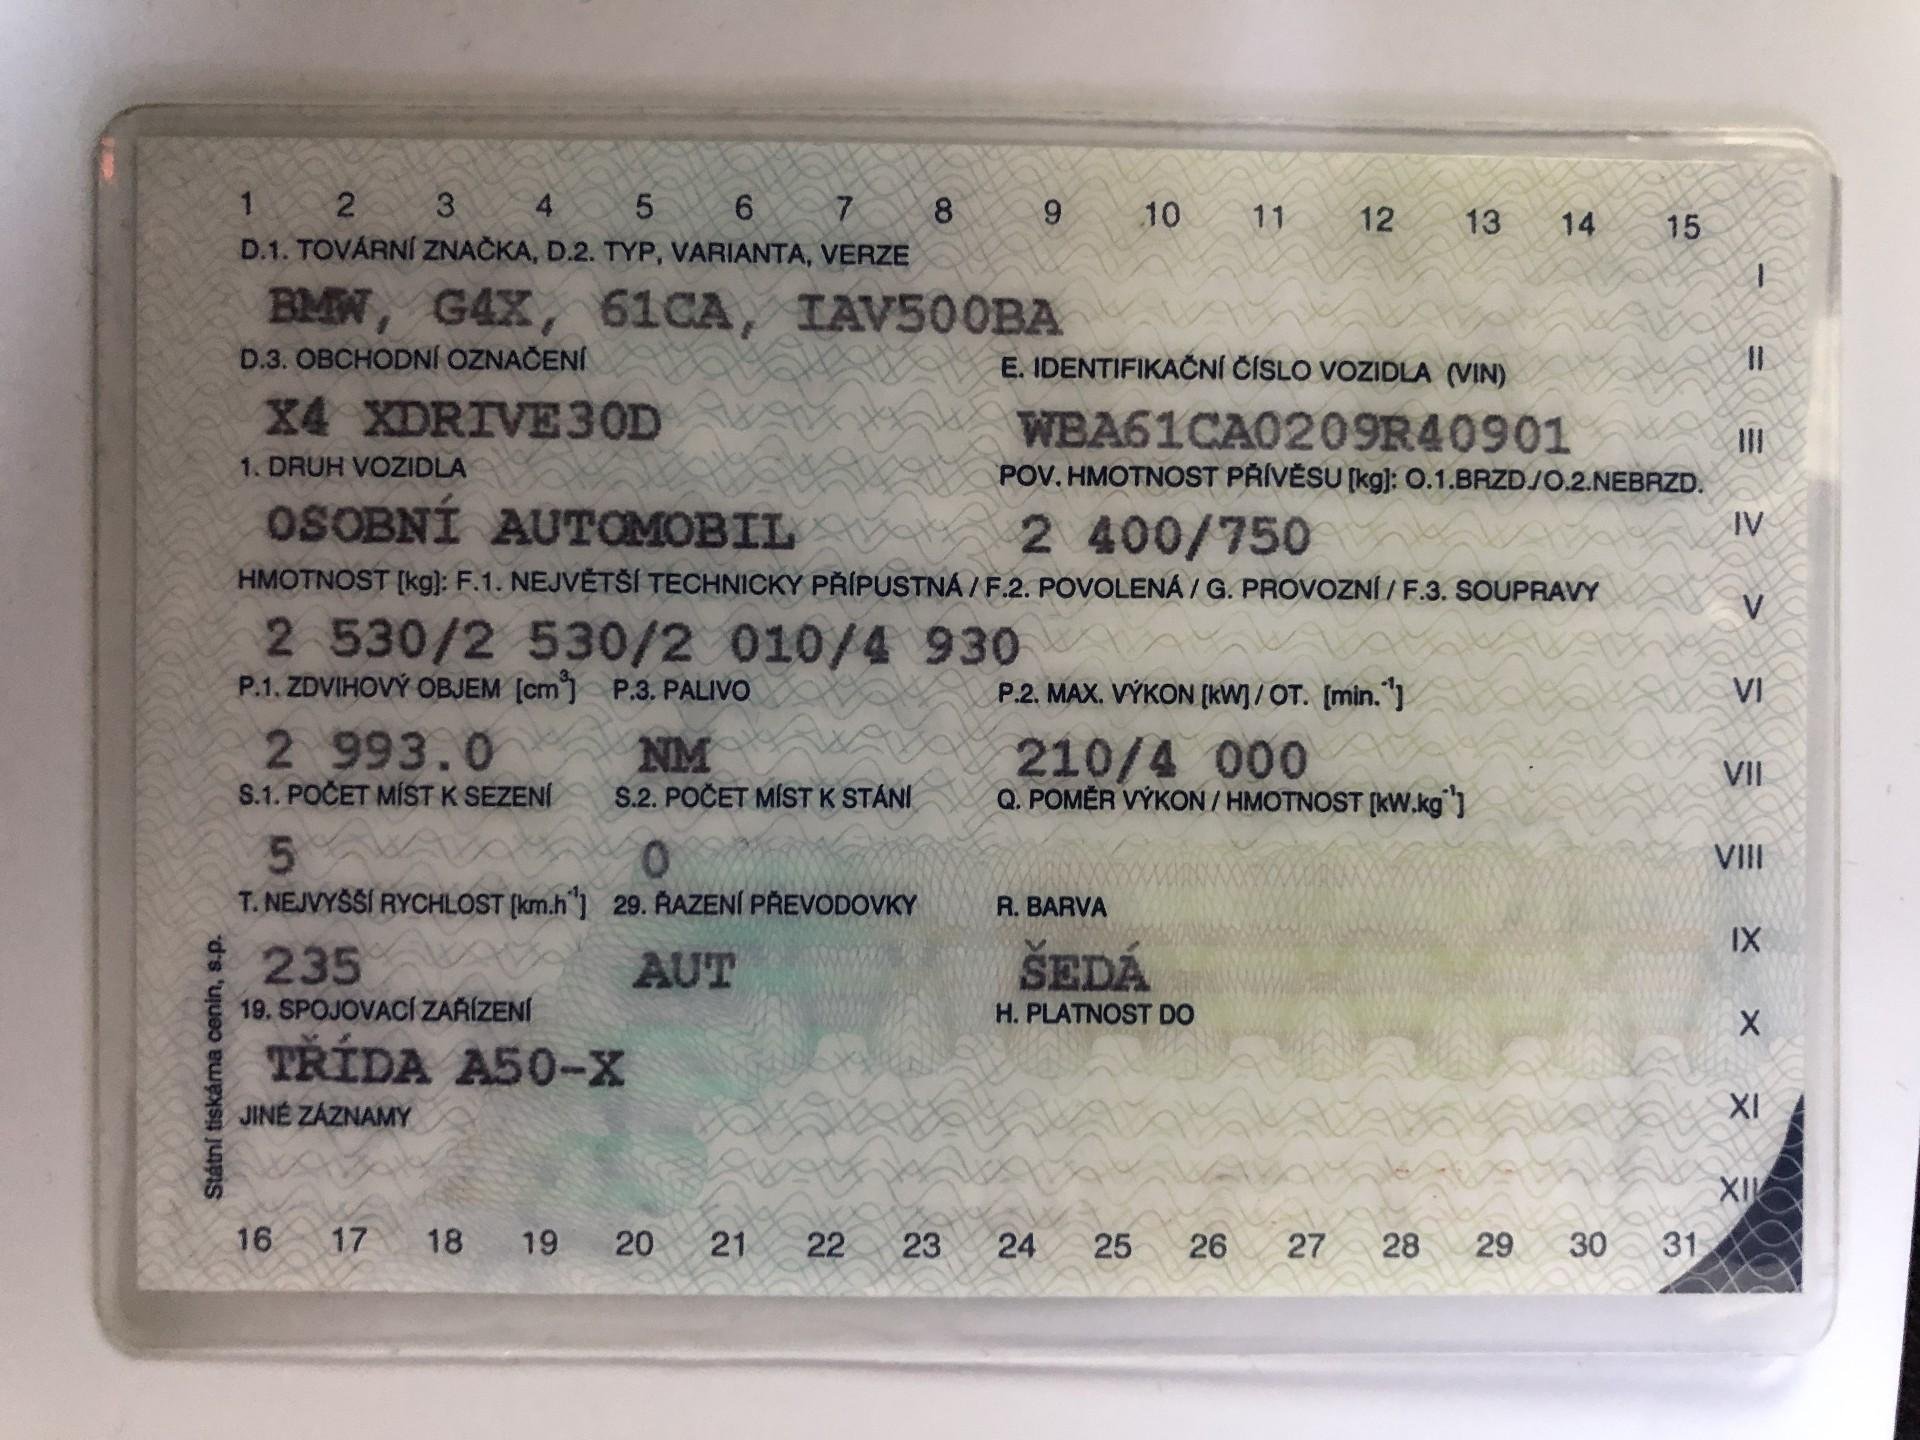 1 2 3 4 5 6 7 8 9 10 11 12 13 14 15
D.1. TOVÁRNÍ ZNAČKA, D.2. TYP, VARIANTA, VERZE
I
BMW, G4X, 61CA, IAV500BA
D.3. OBCHODNÍ OZNAČENÍ E. IDENTIFIKAČNÍ ČÍSLO VOZIDLA (VIN)
II
X4 XDRIVE30D WBA61CA0209R40901
III
1. DRUH VOZIDLA POV. HMOTNOST PŘÍVĚSU [kg]: O.1.BRZD./O.2.NEBRZD.
OSOBNÍ AUTOMOBIL 2 400/750
IV
HMOTNOST [kg]: F.1. NEJVĚTŠÍ TECHNICKY PŘÍPUSTNÁ / F.2. POVOLENÁ / G. PROVOZNÍ / F.3. SOUPRAVY
V
2 530/2 530/2 010/4 930
P.1. ZDVIHOVÝ OBJEM [cm³] P.3. PALIVO P.2. MAX. VÝKON [kW] / OT. [min.⁻¹]
VI
2 993.0 NM 210/4 000
VII
S.1. POČET MÍST K SEZENÍ S.2. POČET MÍST K STÁNÍ Q. POMĚR VÝKON / HMOTNOST [kW.kg⁻¹]
5 0
VIII
T. NEJVYŠŠÍ RYCHLOST [km.h⁻¹] 29. ŘAZENÍ PŘEVODOVKY R. BARVA
IX
235 AUT ŠEDÁ
19. SPOJOVACÍ ZAŘÍZENÍ H. PLATNOST DO
X
TŘÍDA A50-X
JINÉ ZÁZNAMY
XI
XII
Státní tiskárna cenin, s.p.
16 17 18 19 20 21 22 23 24 25 26 27 28 29 30 31